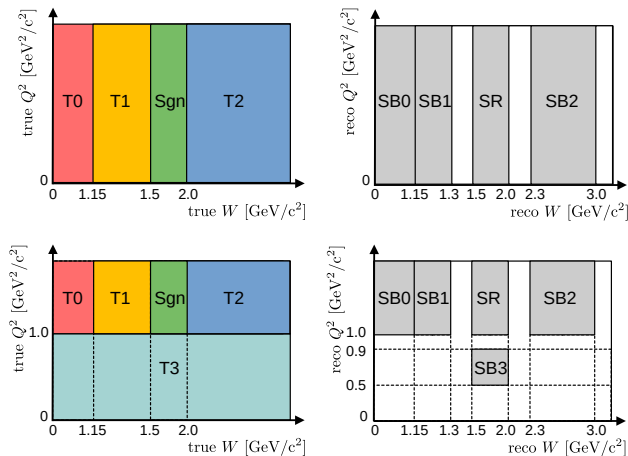 true Q² [GeV²/c²]
T0 T1 Sgn T2
0
0 1.15 1.5 2.0
true W [GeV/c²]
reco Q² [GeV²/c²]
SB0 SB1 SR SB2
0
0 1.15 1.3 1.5 2.0 2.3 3.0
reco W [GeV/c²]
true Q² [GeV²/c²]
T0 T1 Sgn T2
1.0
T3
0
0 1.15 1.5 2.0
true W [GeV/c²]
reco Q² [GeV²/c²]
SB0 SB1 SR SB2
1.0
0.9
SB3
0.5
0
0 1.15 1.3 1.5 2.0 2.3 3.0
reco W [GeV/c²]